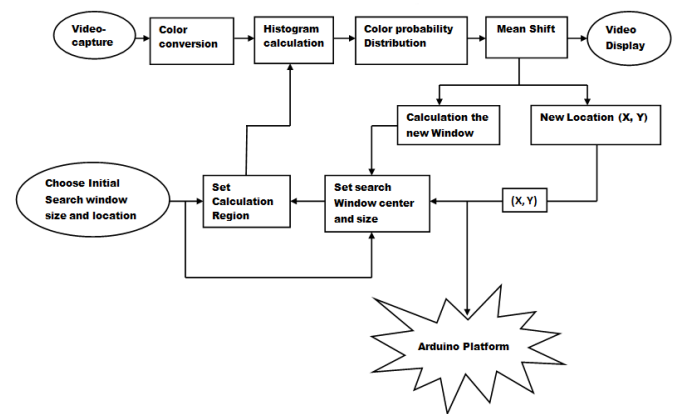 Video-
capture
Color
conversion
Histogram
calculation
Color probability
Distribution
Mean Shift
Video
Display
Calculation the
new Window
New Location (X, Y)
Choose Initial
Search window
size and location
Set
Calculation
Region
Set search
Window center
and size
(X, Y)
Arduino Platform